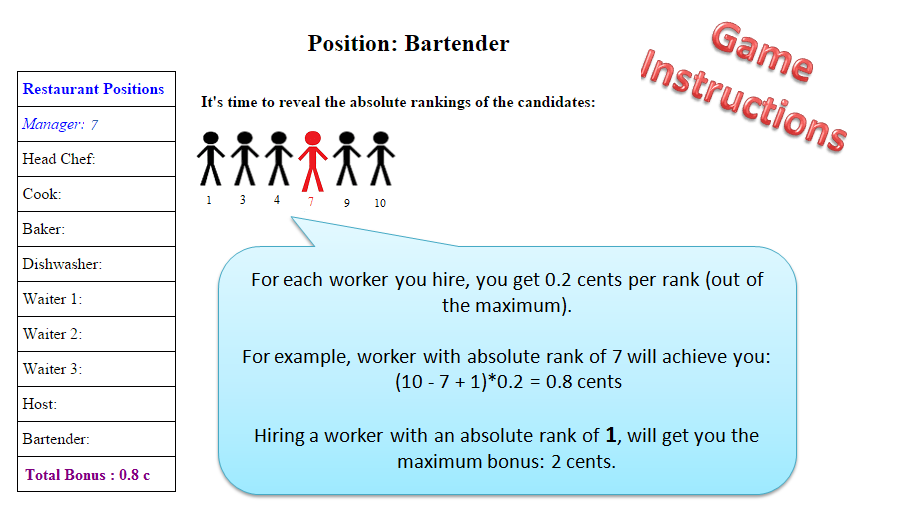 Position: Bartender
Game
Instructions
Restaurant Positions
Manager: 7
Head Chef:
Cook:
Baker:
Dishwasher:
Waiter 1:
Waiter 2:
Waiter 3:
Host:
Bartender:
Total Bonus : 0.8 c
It's time to reveal the absolute rankings of the candidates:
1 3 4 7 9 10
For each worker you hire, you get 0.2 cents per rank (out of
the maximum).
For example, worker with absolute rank of 7 will achieve you:
(10 - 7 + 1)*0.2 = 0.8 cents
Hiring a worker with an absolute rank of 1, will get you the
maximum bonus: 2 cents.